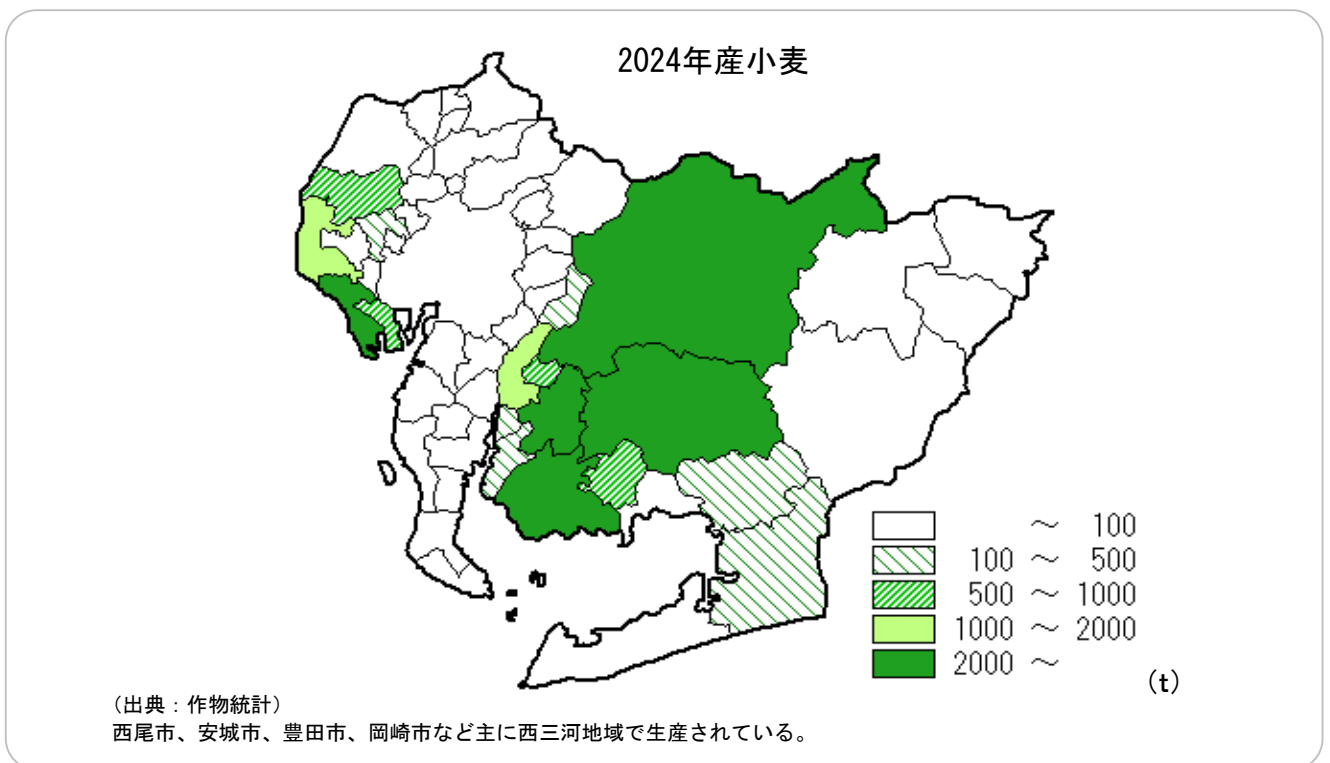 2024年産小麦
～ 100
100 ～ 500
500 ～ 1000
1000 ～ 2000
2000 ～
(t)
（出典：作物統計）
西尾市、安城市、豊田市、岡崎市など主に西三河地域で生産されている。